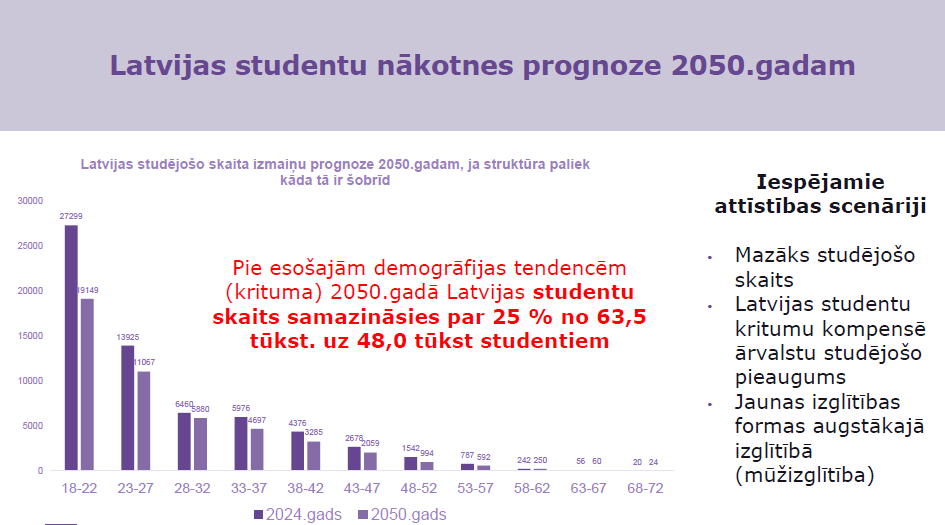 Latvijas studentu nākotnes prognoze 2050.gadam
Latvijas studējošo skaita izmaiņu prognoze 2050.gadam, ja struktūra paliek
kāda tā ir šobrīd
30000
25000
20000
15000
10000
5000
0
27299
19149
13925
11067
6460
5880
5976
4697
4376
3285
2678
2059
1542
994
787
592
242
250
56
60
20
24
18-22
23-27
28-32
33-37
38-42
43-47
48-52
53-57
58-62
63-67
68-72
2024.gads
2050.gads
Pie esošajām demogrāfijas tendencēm
(krituma) 2050.gadā Latvijas studentu
skaits samazināsies par 25 % no 63,5
tūkst. uz 48,0 tūkst studentiem
Iespējamie
attīstības scenāriji
• Mazāks studējošo
skaits
• Latvijas studentu
kritumu kompensē
ārvalstu studējošo
pieaugums
• Jaunas izglītības
formas augstākajā
izglītībā
(mūžizglītība)